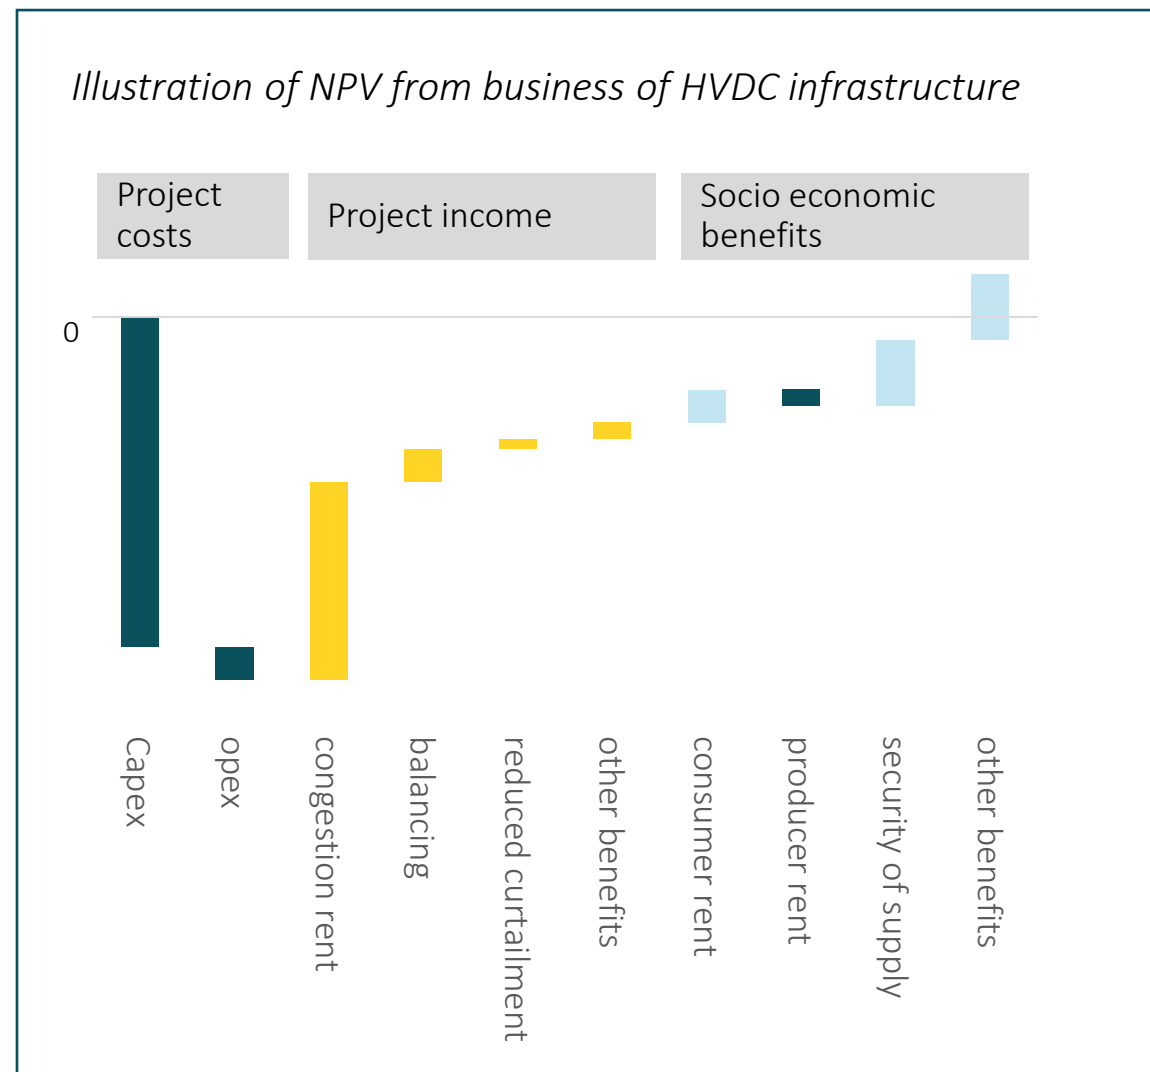 Illustration of NPV from business of HVDC infrastructure
Project
costs
Project income
Socio economic
benefits
0
Capex
opex
congestion rent
balancing
reduced curtailment
other benefits
consumer rent
producer rent
security of supply
other benefits